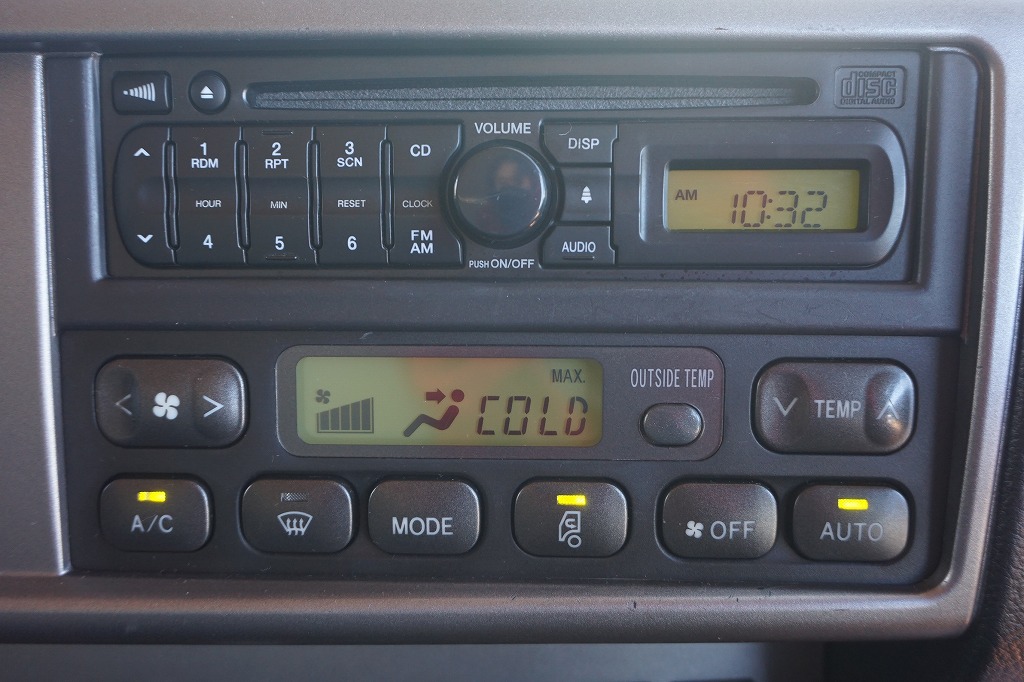 COMPACT
disc
DIGITAL AUDIO
VOLUME
1 2 3 CD DISP
RDM RPT SCN
HOUR MIN RESET CLOCK
AM 10:32
4 5 6 FM
AM
AUDIO
PUSH ON/OFF
MAX.
OUTSIDE TEMP
COLD
TEMP
A/C
MODE
OFF
AUTO